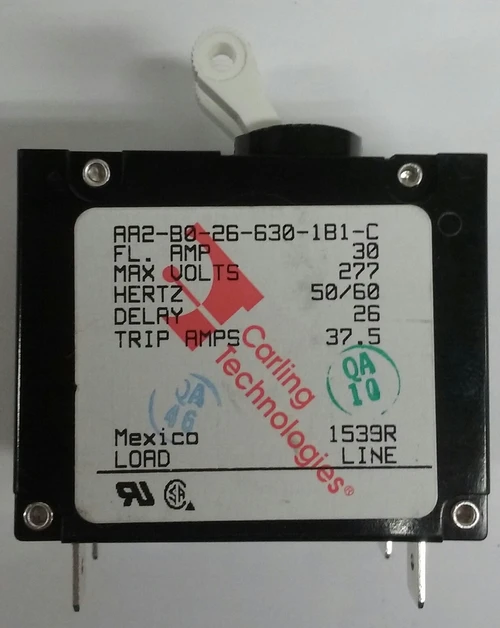 AA2-B0-26-630-1B1-C
FL. AMP 30
MAX VOLTS 277
HERTZ 50/60
DELAY 26
TRIP AMPS 37.5
Carling
Technologies®
QA
10
QA
46
Mexico 1539R
LOAD LINE